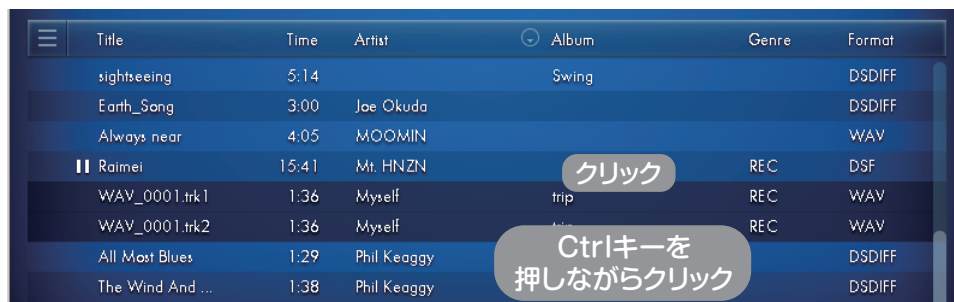 Title Time Artist Album Genre Format
sightseeing 5:14 Swing DSDIFF
Earth_Song 3:00 Joe Okuda DSDIFF
Always near 4:05 MOOMIN WAV
Raimei 15:41 Mt. HNZN REC DSF
クリック
WAV_0001.trk1 1:36 Myself trip REC WAV
WAV_0001.trk2 1:36 Myself REC WAV
Ctrlキーを
押しながらクリック
All Most Blues 1:29 Phil Keaggy DSDIFF
The Wind And ... 1:38 Phil Keaggy DSDIFF